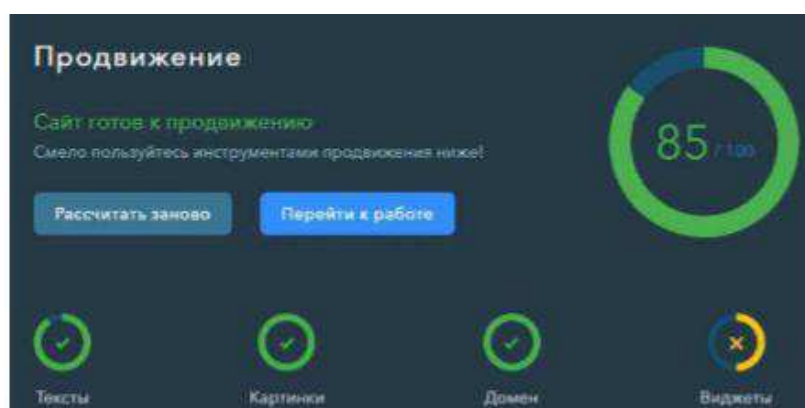 Продвижение
Сайт готов к продвижению
Смело пользуйтесь инструментами продвижения ниже!
85 / 100
Рассчитать заново
Перейти к работе
Тексты
Картинки
Домен
Виджеты